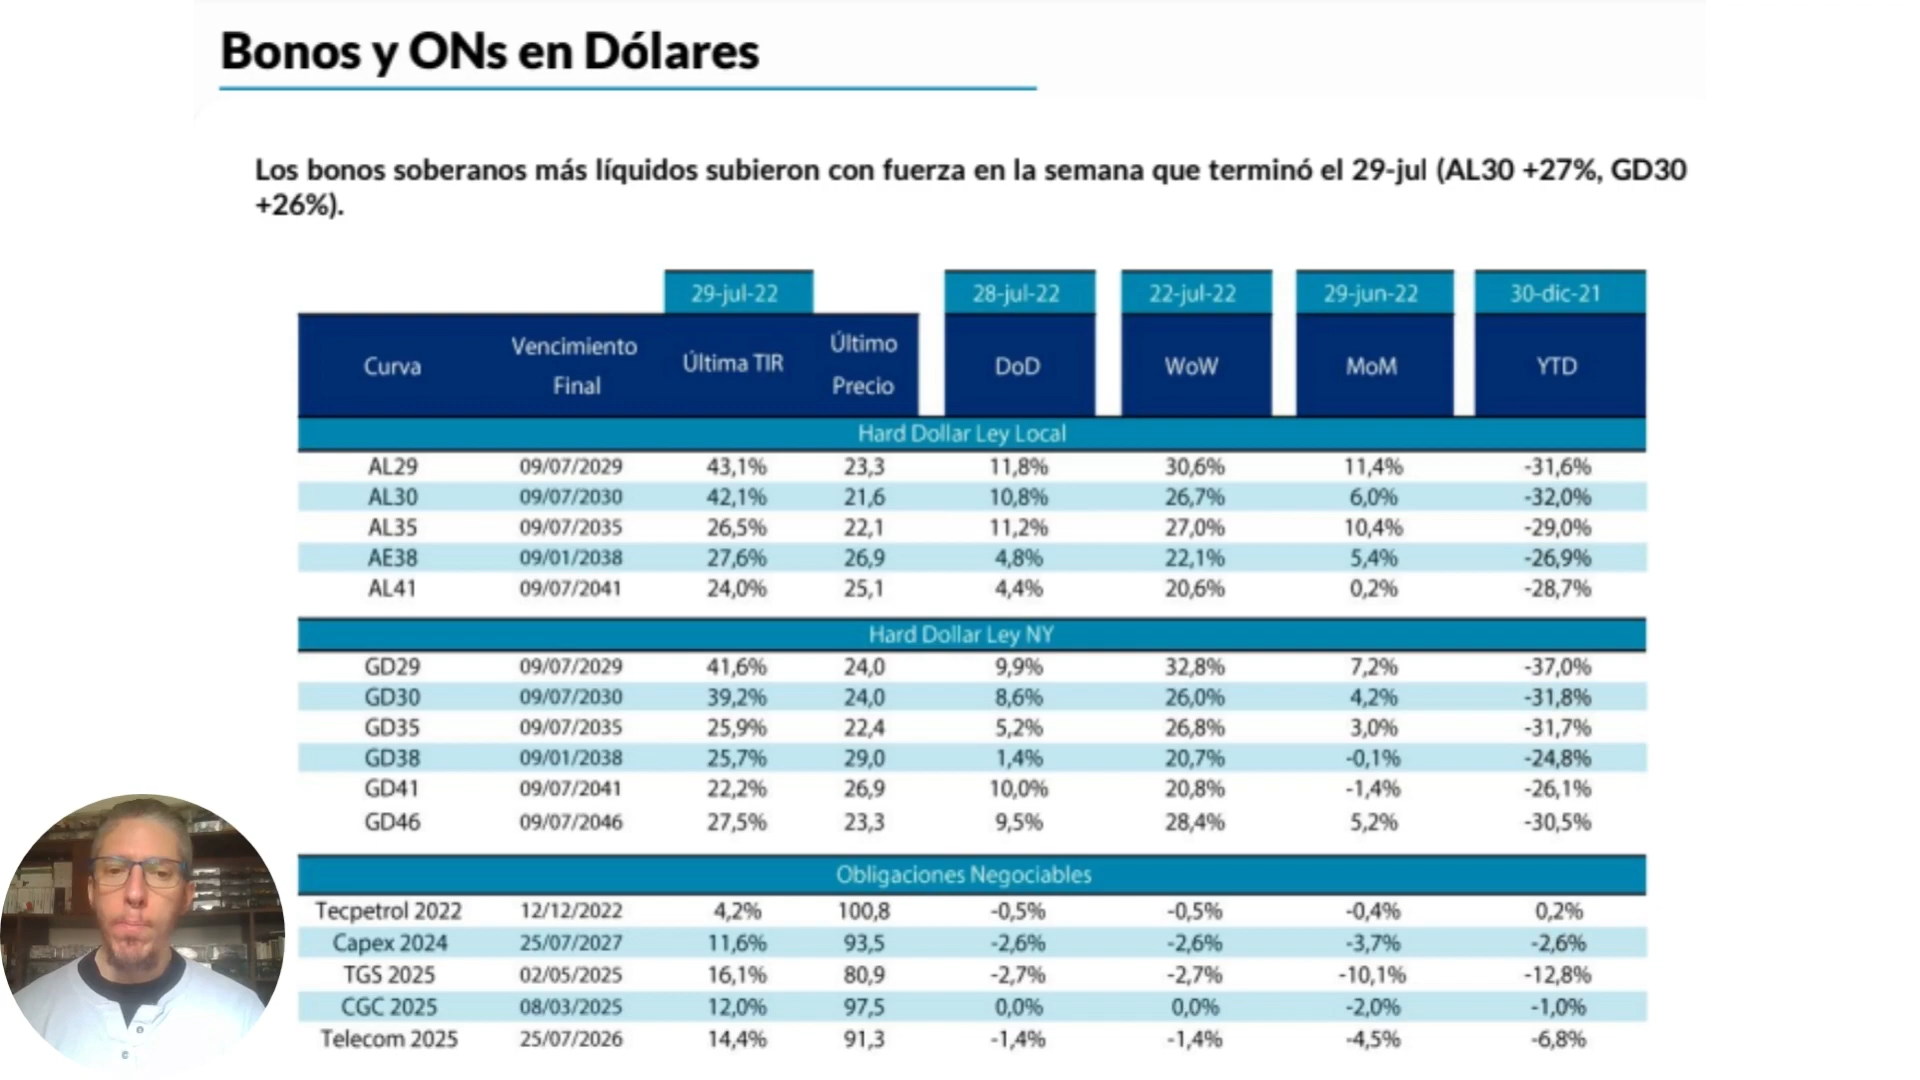 Bonos y ONs en Dólares
Los bonos soberanos más líquidos subieron con fuerza en la semana que terminó el 29-jul (AL30 +27%, GD30
+26%).
29-jul-22 28-jul-22 22-jul-22 29-jun-22 30-dic-21
Curva Vencimiento Final Última TIR Último Precio DoD WoW MoM YTD
Hard Dollar Ley Local
AL29 09/07/2029 43,1% 23,3 11,8% 30,6% 11,4% -31,6%
AL30 09/07/2030 42,1% 21,6 10,8% 26,7% 6,0% -32,0%
AL35 09/07/2035 26,5% 22,1 11,2% 27,0% 10,4% -29,0%
AE38 09/01/2038 27,6% 26,9 4,8% 22,1% 5,4% -26,9%
AL41 09/07/2041 24,0% 25,1 4,4% 20,6% 0,2% -28,7%
Hard Dollar Ley NY
GD29 09/07/2029 41,6% 24,0 9,9% 32,8% 7,2% -37,0%
GD30 09/07/2030 39,2% 24,0 8,6% 26,0% 4,2% -31,8%
GD35 09/07/2035 25,9% 22,4 5,2% 26,8% 3,0% -31,7%
GD38 09/01/2038 25,7% 29,0 1,4% 20,7% -0,1% -24,8%
GD41 09/07/2041 22,2% 26,9 10,0% 20,8% -1,4% -26,1%
GD46 09/07/2046 27,5% 23,3 9,5% 28,4% 5,2% -30,5%
Obligaciones Negociables
Tecpetrol 2022 12/12/2022 4,2% 100,8 -0,5% -0,5% -0,4% 0,2%
Capex 2024 25/07/2027 11,6% 93,5 -2,6% -2,6% -3,7% -2,6%
TGS 2025 02/05/2025 16,1% 80,9 -2,7% -2,7% -10,1% -12,8%
CGC 2025 08/03/2025 12,0% 97,5 0,0% 0,0% -2,0% -1,0%
Telecom 2025 25/07/2026 14,4% 91,3 -1,4% -1,4% -4,5% -6,8%